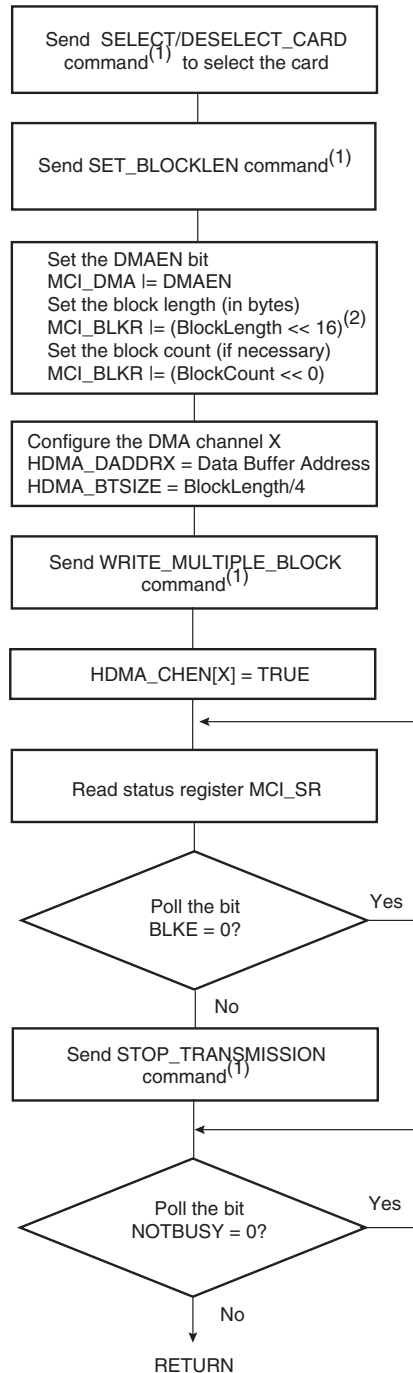 Send SELECT/DESELECT_CARD
command(1) to select the card
Send SET_BLOCKLEN command(1)
Set the DMAEN bit
MCI_DMA |= DMAEN
Set the block length (in bytes)
MCI_BLKR |= (BlockLength << 16)(2)
Set the block count (if necessary)
MCI_BLKR |= (BlockCount << 0)
Configure the DMA channel X
HDMA_DADDRX = Data Buffer Address
HDMA_BTSIZE = BlockLength/4
Send WRITE_MULTIPLE_BLOCK
command(1)
HDMA_CHEN[X] = TRUE
Read status register MCI_SR
Poll the bit
BLKE = 0?
Yes
No
Send STOP_TRANSMISSION
command(1)
Poll the bit
NOTBUSY = 0?
Yes
No
RETURN